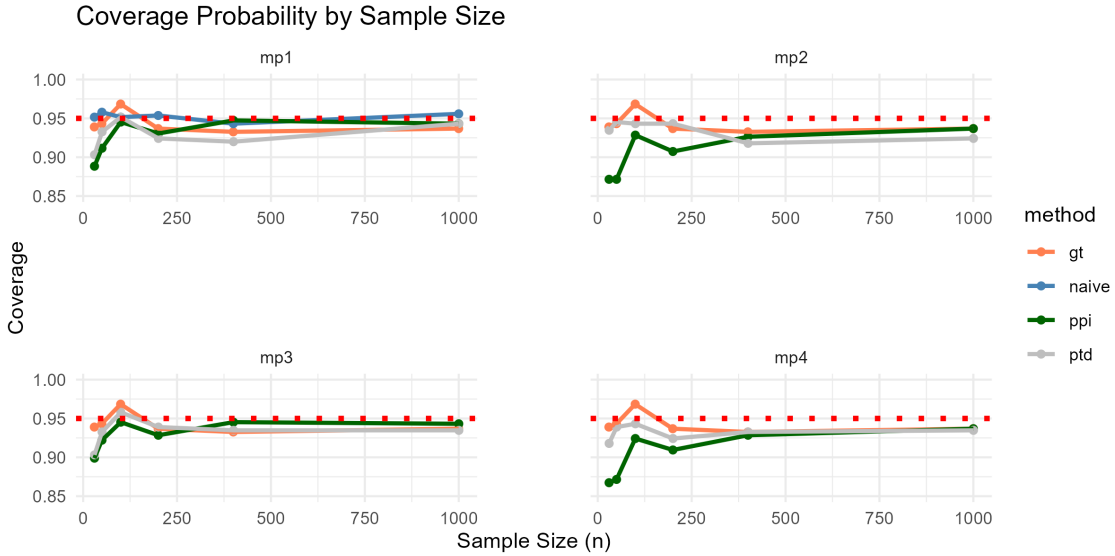 Coverage Probability by Sample Size
mp1
mp2
1.00
0.95
0.90
0.85
0 250 500 750 1000
0 250 500 750 1000
method
gt
naive
ppi
ptd
Coverage
mp3
mp4
1.00
0.95
0.90
0.85
0 250 500 750 1000
0 250 500 750 1000
Sample Size (n)